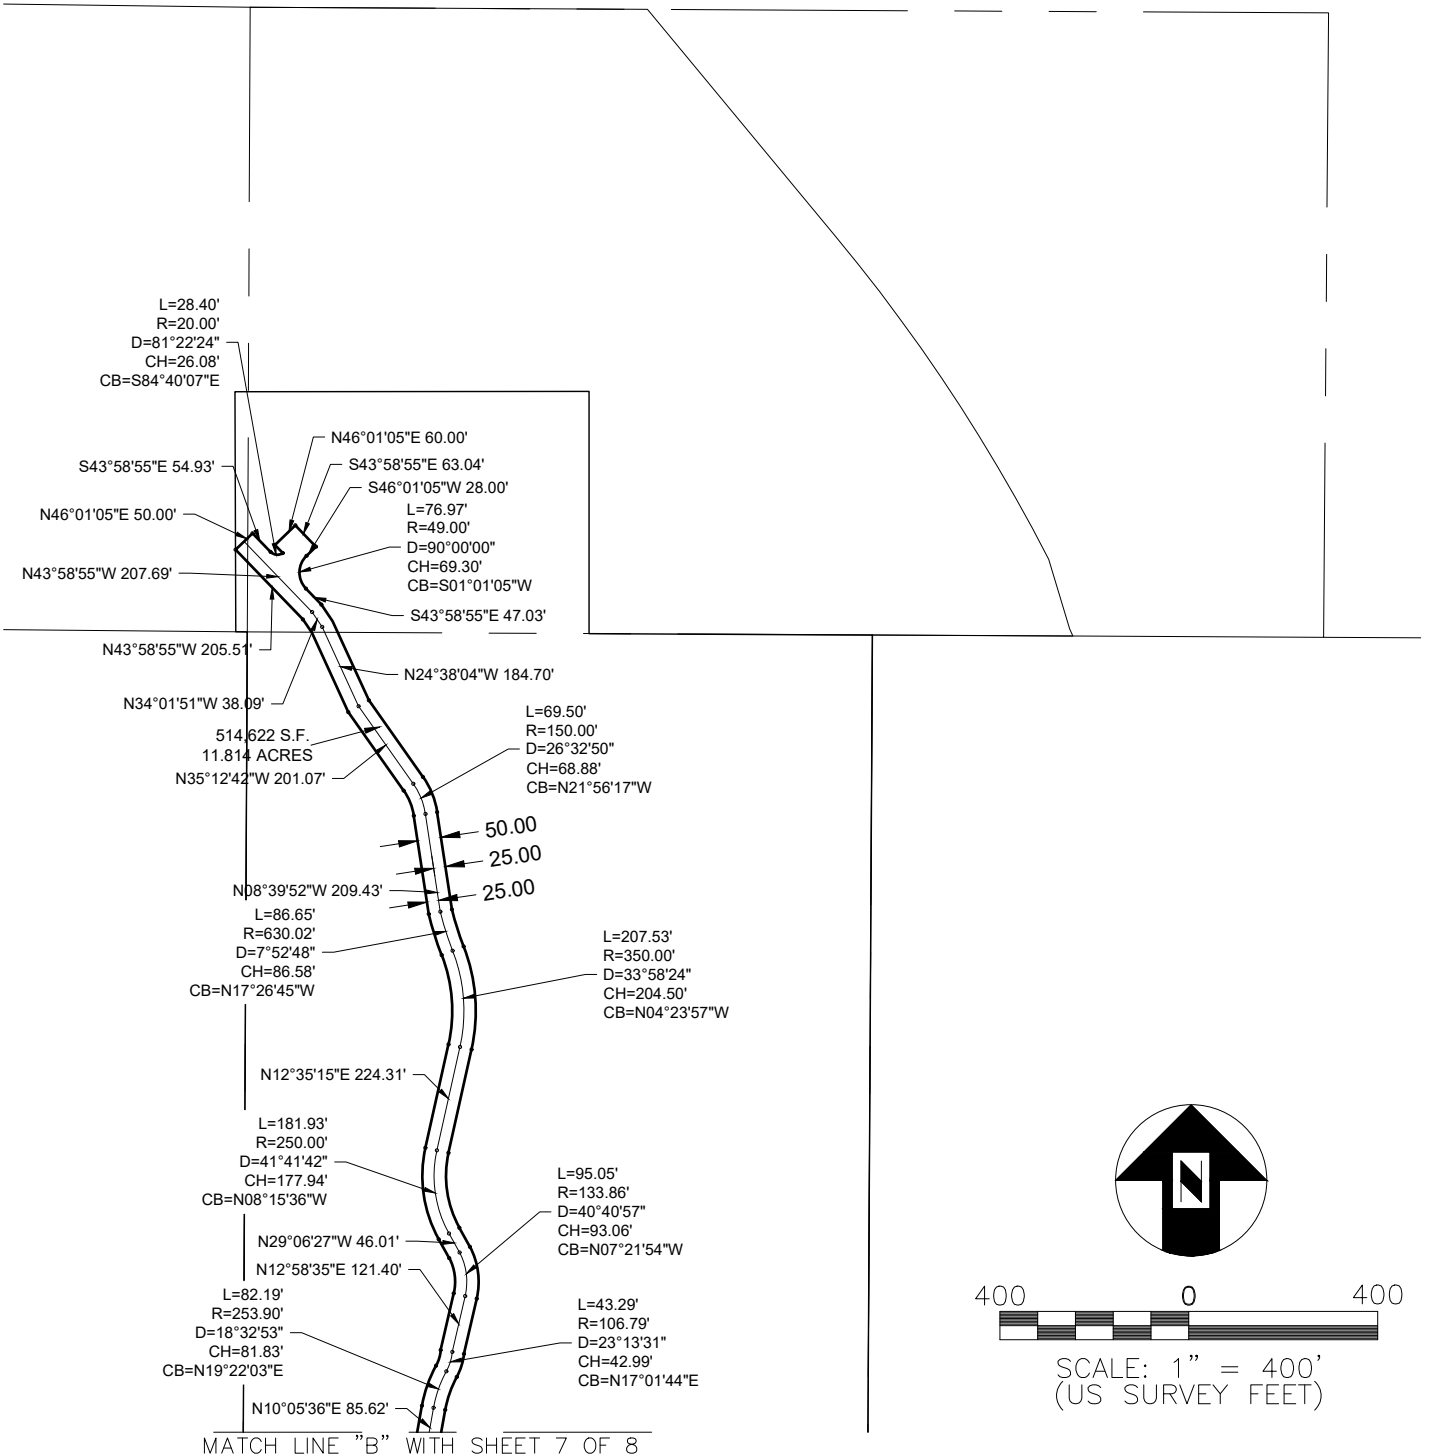 L=28.40'
R=20.00'
D=81°22'24"
CH=26.08'
CB=S84°40'07"E
N46°01'05"E 60.00'
S43°58'55"E 54.93'
S43°58'55"E 63.04'
S46°01'05"W 28.00'
N46°01'05"E 50.00'
L=76.97'
R=49.00'
D=90°00'00"
CH=69.30'
CB=S01°01'05"W
N43°58'55"W 207.69'
S43°58'55"E 47.03'
N43°58'55"W 205.51'
N24°38'04"W 184.70'
N34°01'51"W 38.09'
514,622 S.F.
11.814 ACRES
N35°12'42"W 201.07'
L=69.50'
R=150.00'
D=26°32'50"
CH=68.88'
CB=N21°56'17"W
50.00
25.00
25.00
N08°39'52"W 209.43'
L=86.65'
R=630.02'
D=7°52'48"
CH=86.58'
CB=N17°26'45"W
L=207.53'
R=350.00'
D=33°58'24"
CH=204.50'
CB=N04°23'57"W
N12°35'15"E 224.31'
L=181.93'
R=250.00'
D=41°41'42"
CH=177.94'
CB=N08°15'36"W
L=95.05'
R=133.86'
D=40°40'57"
CH=93.06'
CB=N07°21'54"W
N29°06'27"W 46.01'
N12°58'35"E 121.40'
L=82.19'
R=253.90'
D=18°32'53"
CH=81.83'
CB=N19°22'03"E
L=43.29'
R=106.79'
D=23°13'31"
CH=42.99'
CB=N17°01'44"E
N10°05'36"E 85.62'
MATCH LINE "B" WITH SHEET 7 OF 8
N
400 0 400
SCALE: 1" = 400'
(US SURVEY FEET)